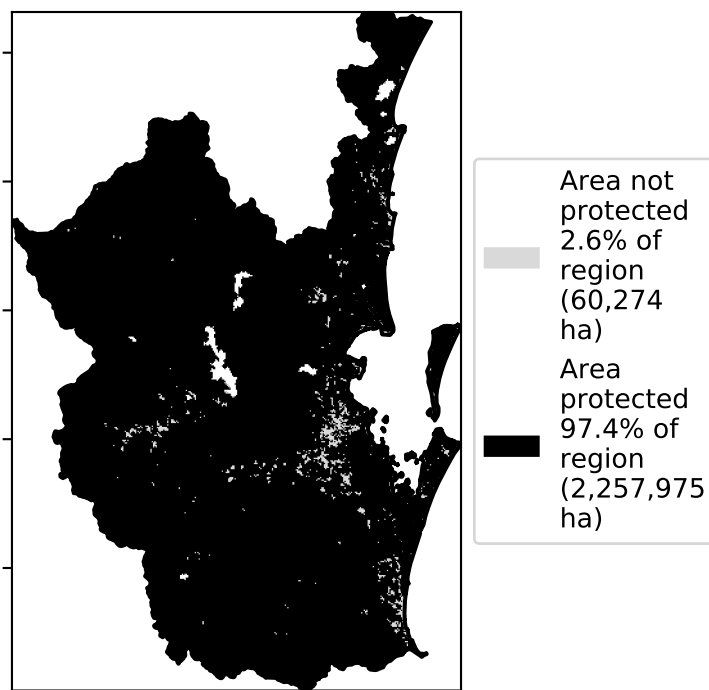 Area not
protected
2.6% of
region
(60,274
ha)
Area
protected
97.4% of
region
(2,257,975
ha)